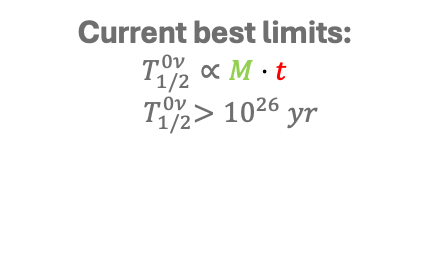 Current best limits:
T^{0ν}_{1/2} ∝ M · t
T^{0ν}_{1/2} > 10^{26} yr